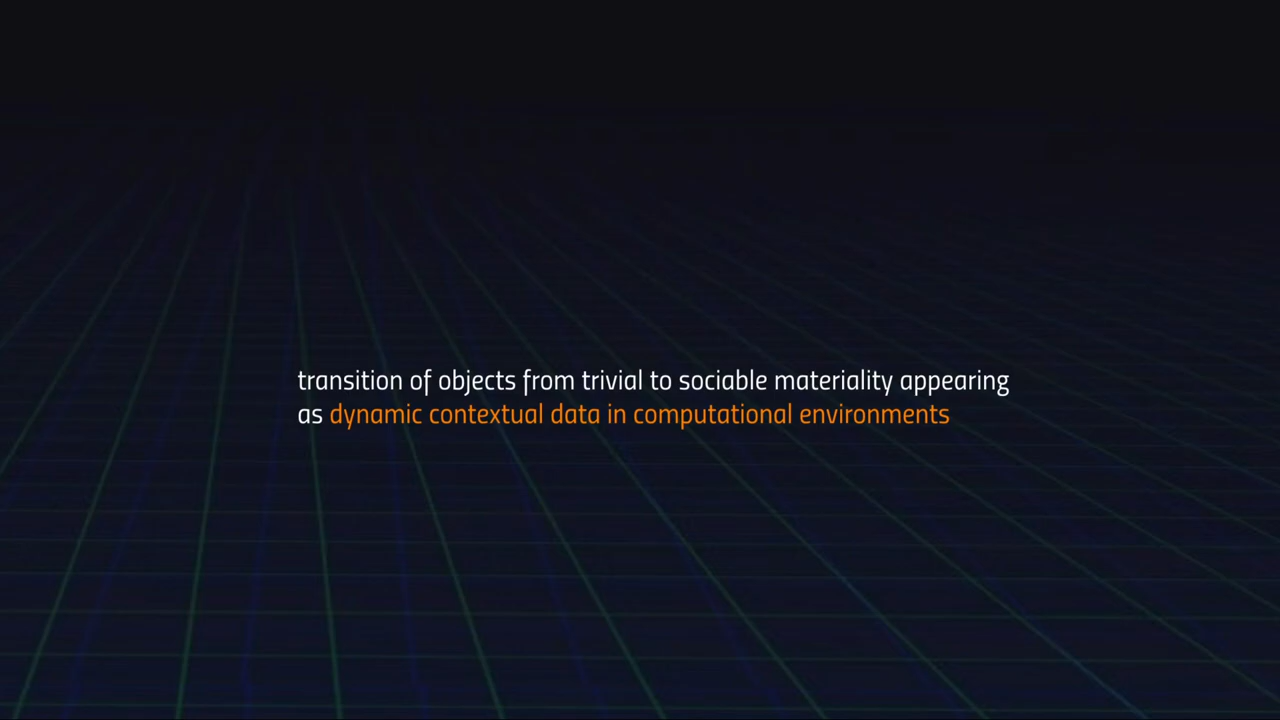 transition of objects from trivial to sociable materiality appearing
as dynamic contextual data in computational environments